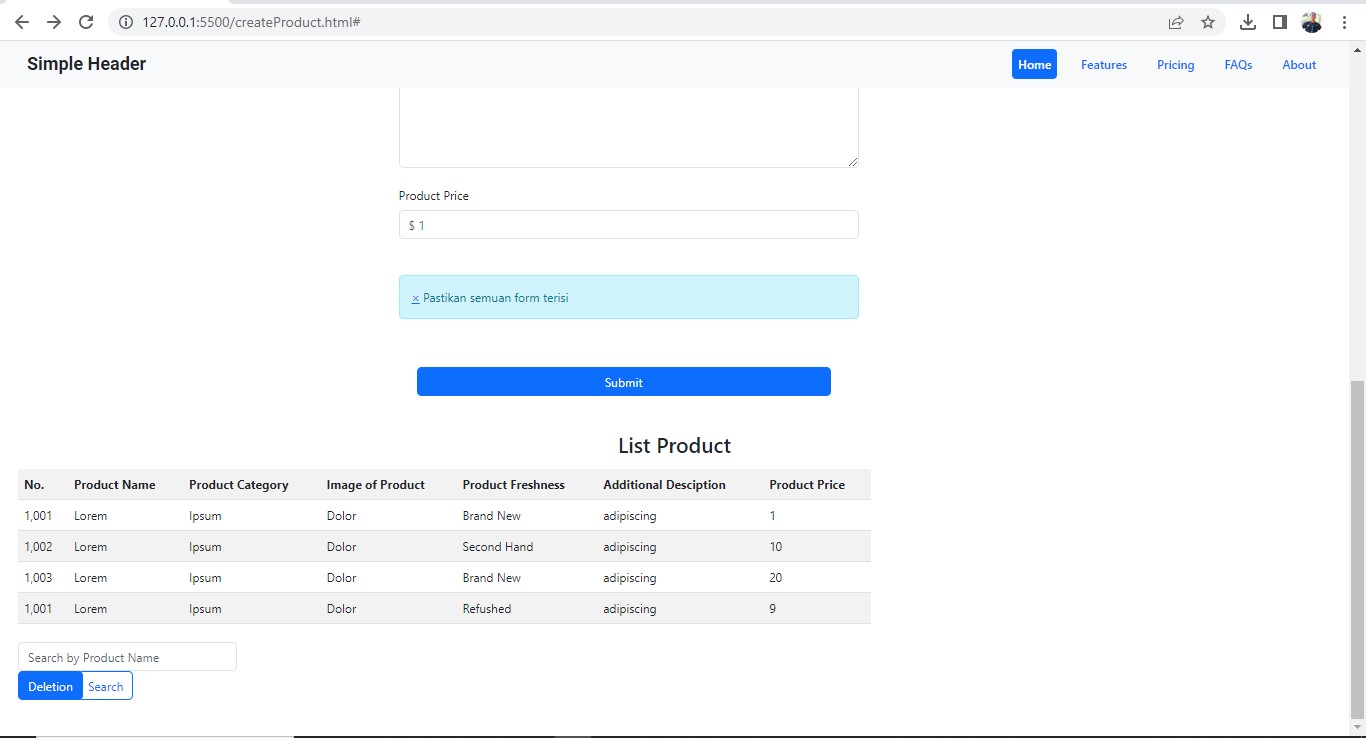 127.0.0.1:5500/createProduct.html#
Simple Header Home Features Pricing FAQs About
Product Price
$ 1
× Pastikan semuan form terisi
Submit
List Product
No. Product Name Product Category Image of Product Product Freshness Additional Desciption Product Price
1,001 Lorem Ipsum Dolor Brand New adipiscing 1
1,002 Lorem Ipsum Dolor Second Hand adipiscing 10
1,003 Lorem Ipsum Dolor Brand New adipiscing 20
1,001 Lorem Ipsum Dolor Refushed adipiscing 9
Search by Product Name
Deletion Search